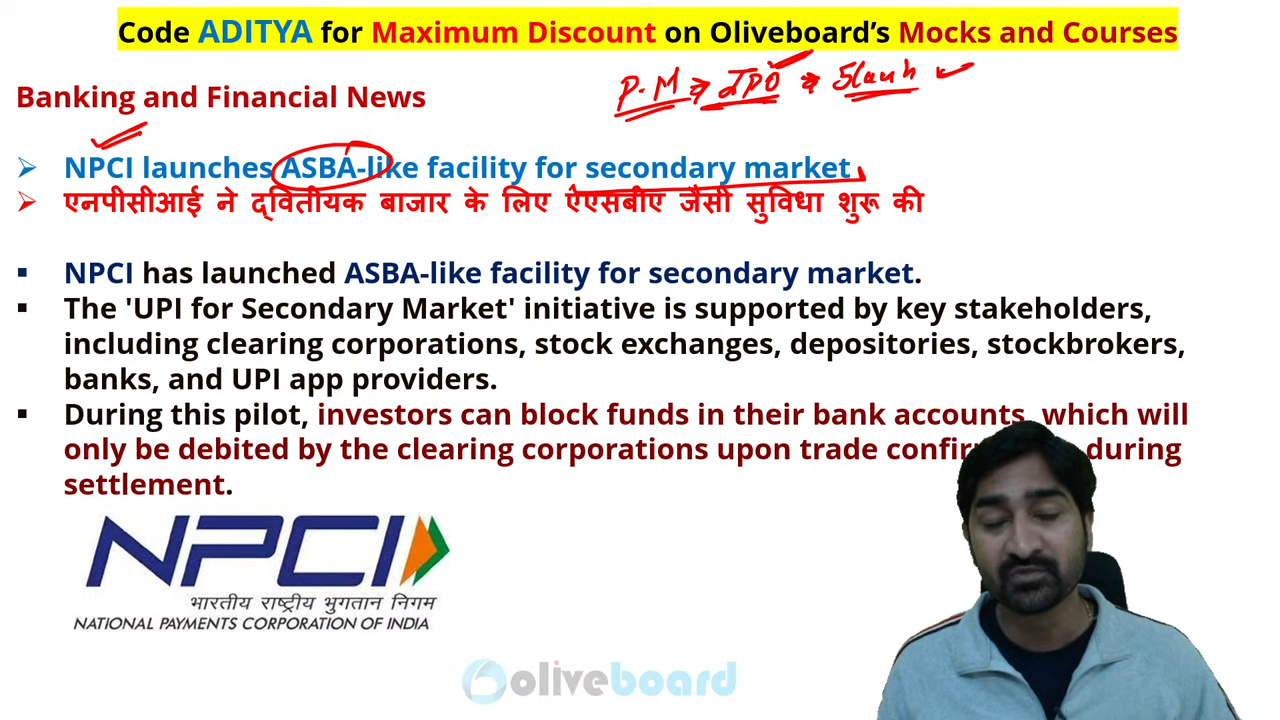 Code ADITYA for Maximum Discount on Oliveboard's Mocks and Courses
P.M → IPO →
Banking and Financial News
➢ NPCI launches ASBA-like facility for secondary market
➢ एनपीसीआई ने द्वितीयक बाजार के लिए ऐएसबीए जैसी सुविधा शुरू की
▪ NPCI has launched ASBA-like facility for secondary market.
▪ The 'UPI for Secondary Market' initiative is supported by key stakeholders,
including clearing corporations, stock exchanges, depositories, stockbrokers,
banks, and UPI app providers.
▪ During this pilot, investors can block funds in their bank accounts, which will
only be debited by the clearing corporations upon trade during
settlement.
NPCI
भारतीय राष्ट्रीय भुगतान निगम
NATIONAL PAYMENTS CORPORATION OF INDIA
oliveboard